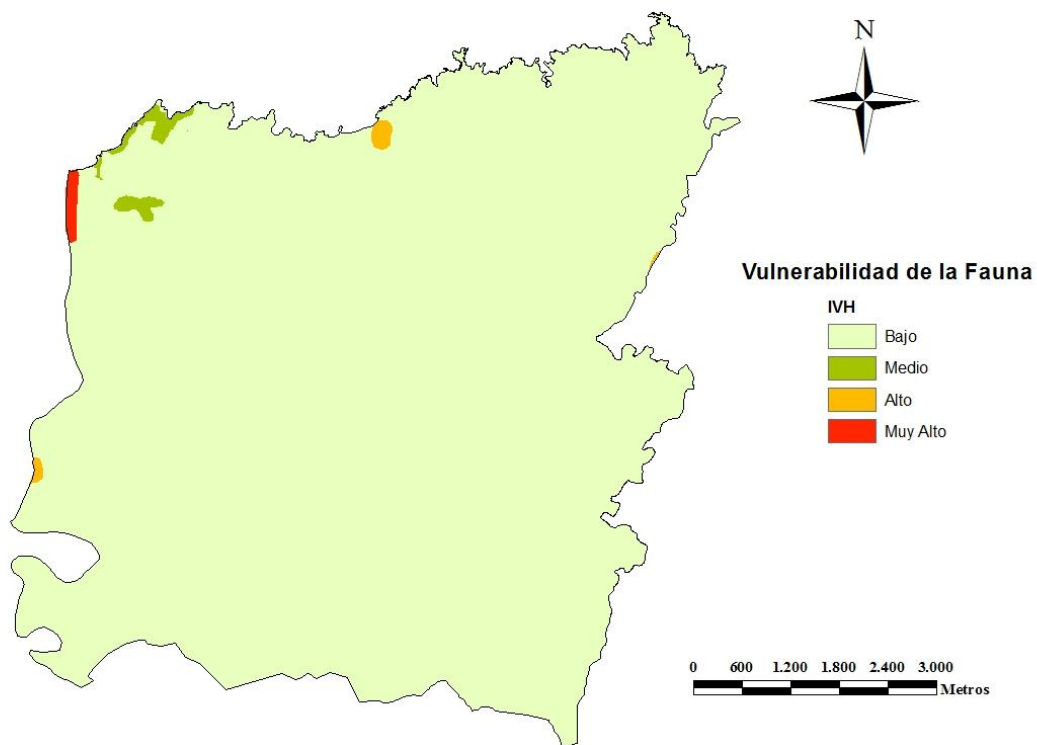 N
Vulnerabilidad de la Fauna
IVH
Bajo
Medio
Alto
Muy Alto
0 600 1.200 1.800 2.400 3.000
Metros